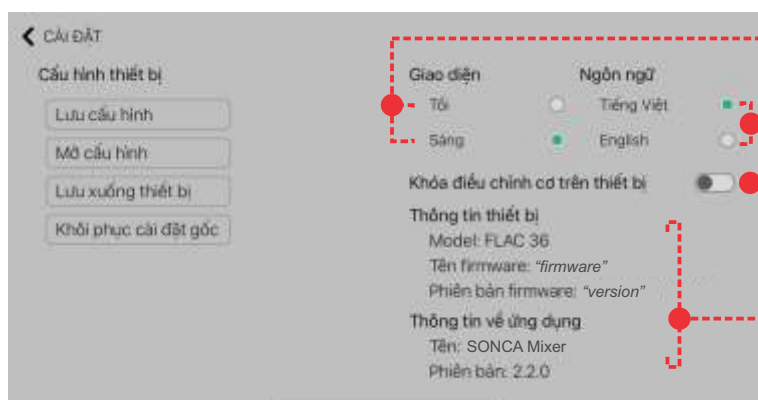 CÀI ĐẶT
Cấu hình thiết bị
Lưu cấu hình
Mở cấu hình
Lưu xuống thiết bị
Khôi phục cài đặt gốc
Giao diện
Tối
Sáng
Ngôn ngữ
Tiếng Việt
English
Khóa điều chỉnh cơ trên thiết bị
Thông tin thiết bị
Model: FLAC 36
Tên firmware: “firmware”
Phiên bản firmware: “version”
Thông tin về ứng dụng
Tên: SONCA Mixer
Phiên bản: 2.2.0